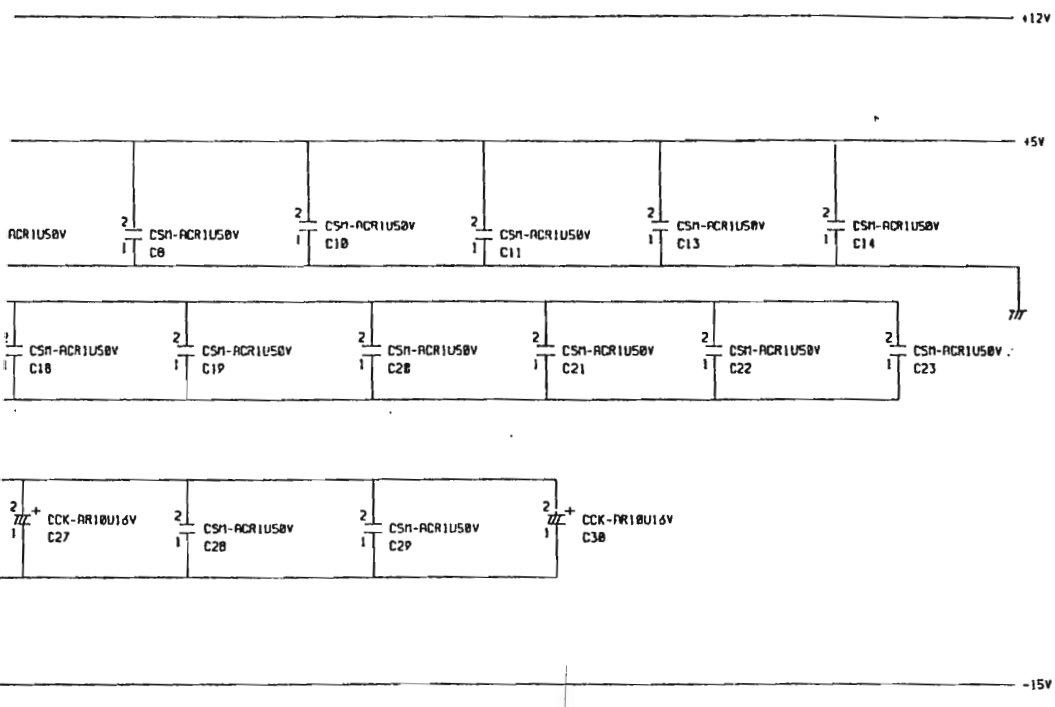 +12V
+5V
2 2 2 2 2
ACR1U50V CSM-ACR1U50V CSM-ACR1U50V CSM-ACR1U50V CSM-ACR1U50V CSM-ACR1U50V
1 C8 1 C10 1 C11 1 C13 1 C14
2 2 2 2 2
CSM-ACR1U50V CSM-ACR1U50V CSM-ACR1U50V CSM-ACR1U50V CSM-ACR1U50V CSM-ACR1U50V
C18 1 C19 1 C20 1 C21 1 C22 1 C23
2 + 2 2 2 +
CCK-AR10U16V CSM-ACR1U50V CSM-ACR1U50V CCK-AR10U16V
1 C27 1 C28 1 C29 1 C30
-15V